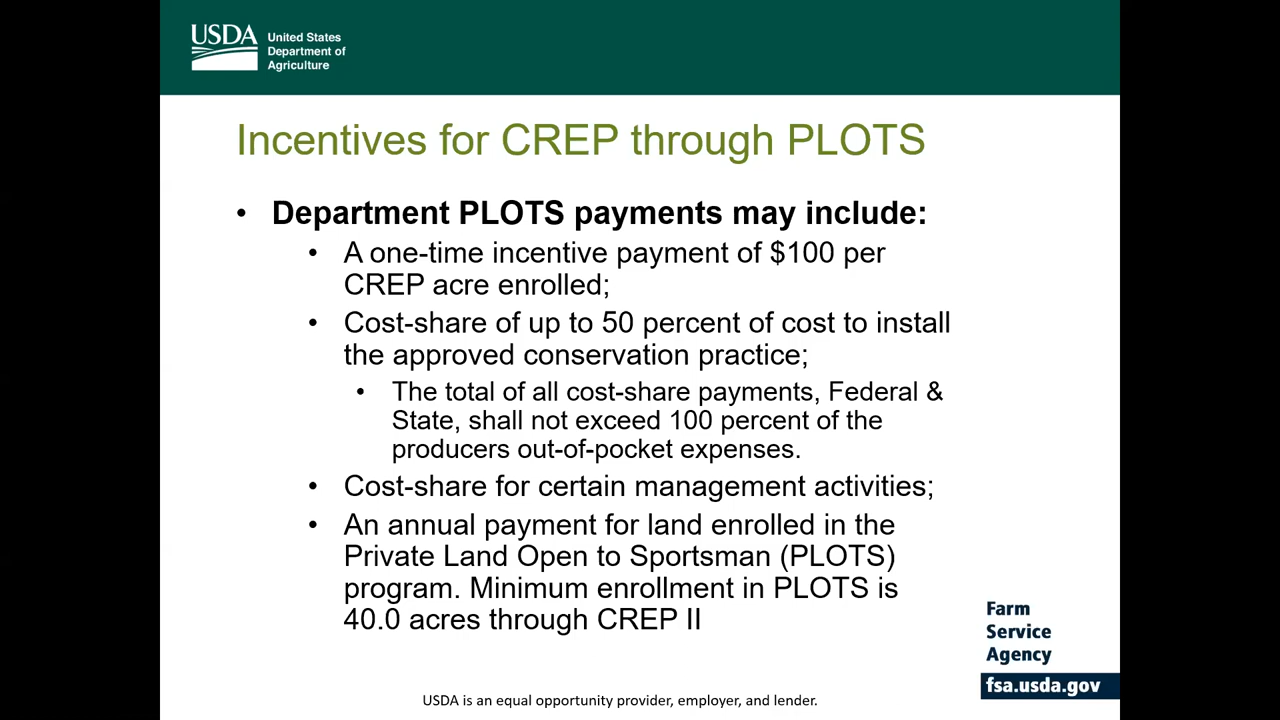 USDA
United States
Department of
Agriculture
Incentives for CREP through PLOTS
• Department PLOTS payments may include:
• A one-time incentive payment of $100 per
CREP acre enrolled;
• Cost-share of up to 50 percent of cost to install
the approved conservation practice;
• The total of all cost-share payments, Federal &
State, shall not exceed 100 percent of the
producers out-of-pocket expenses.
• Cost-share for certain management activities;
• An annual payment for land enrolled in the
Private Land Open to Sportsman (PLOTS)
program. Minimum enrollment in PLOTS is
40.0 acres through CREP II
Farm
Service
Agency
fsa.usda.gov
USDA is an equal opportunity provider, employer, and lender.